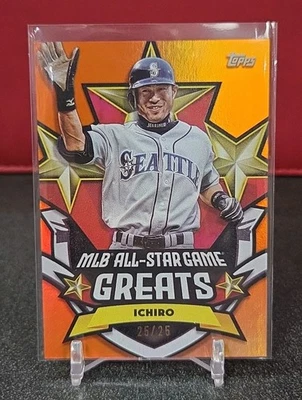 Topps
SEATTLE
MLB ALL-STAR GAME
GREATS
ICHIRO
25/25